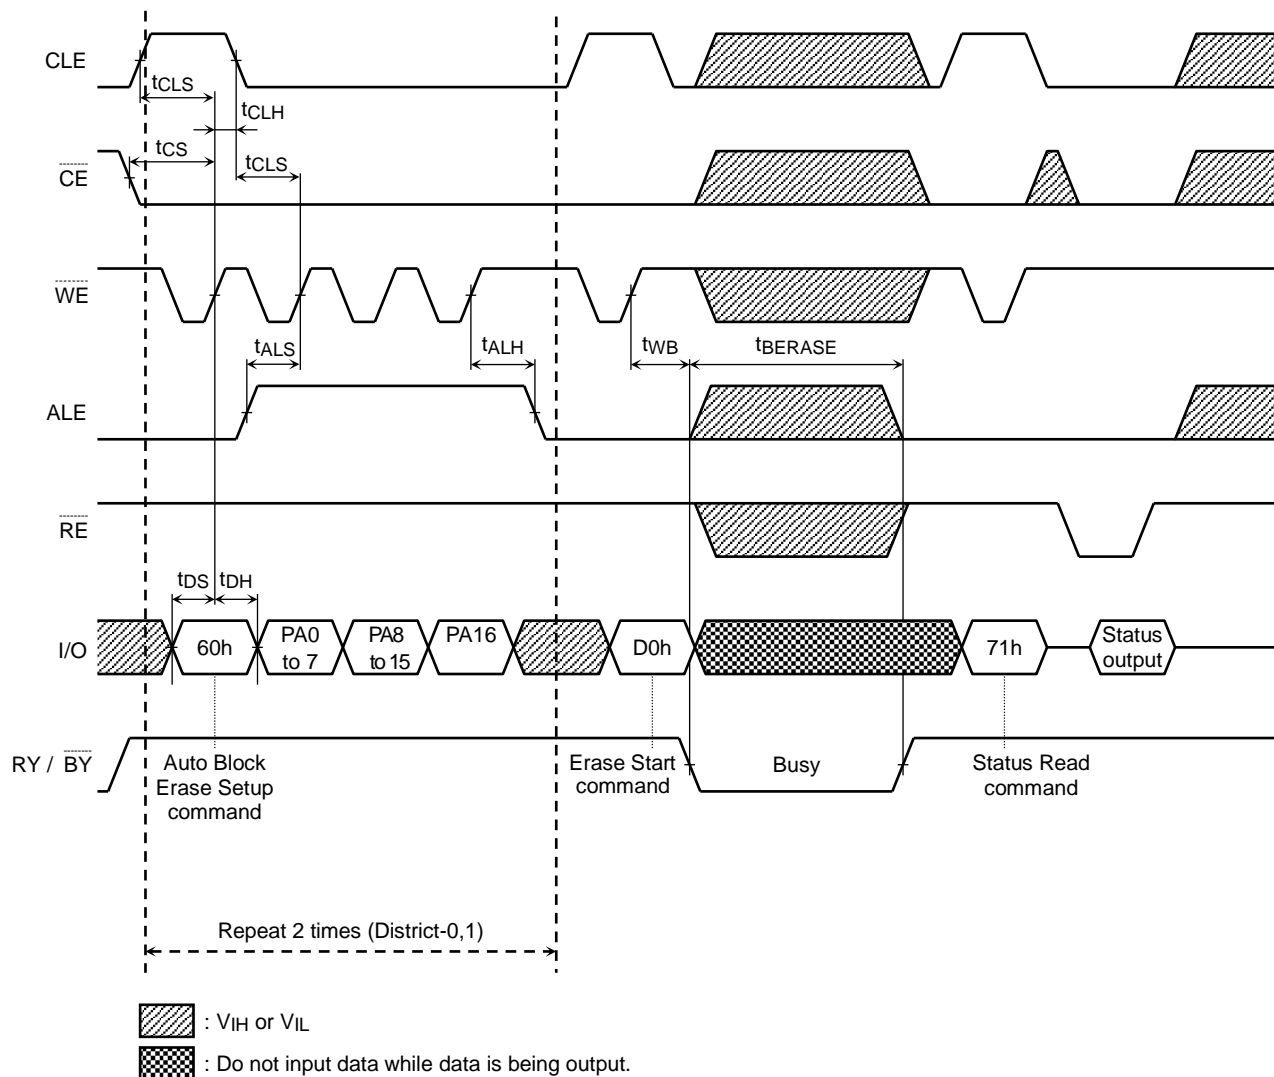 CLE
tCLS
tCLH
tCS
tCLS
CE
WE
tALS
tALH
tWB
tBERASE
ALE
RE
tDS
tDH
I/O
60h
PA0
to 7
PA8
to 15
PA16
D0h
71h
Status
output
RY / BY
Auto Block
Erase Setup
command
Erase Start
command
Busy
Status Read
command
Repeat 2 times (District-0,1)
: VIH or VIL
: Do not input data while data is being output.